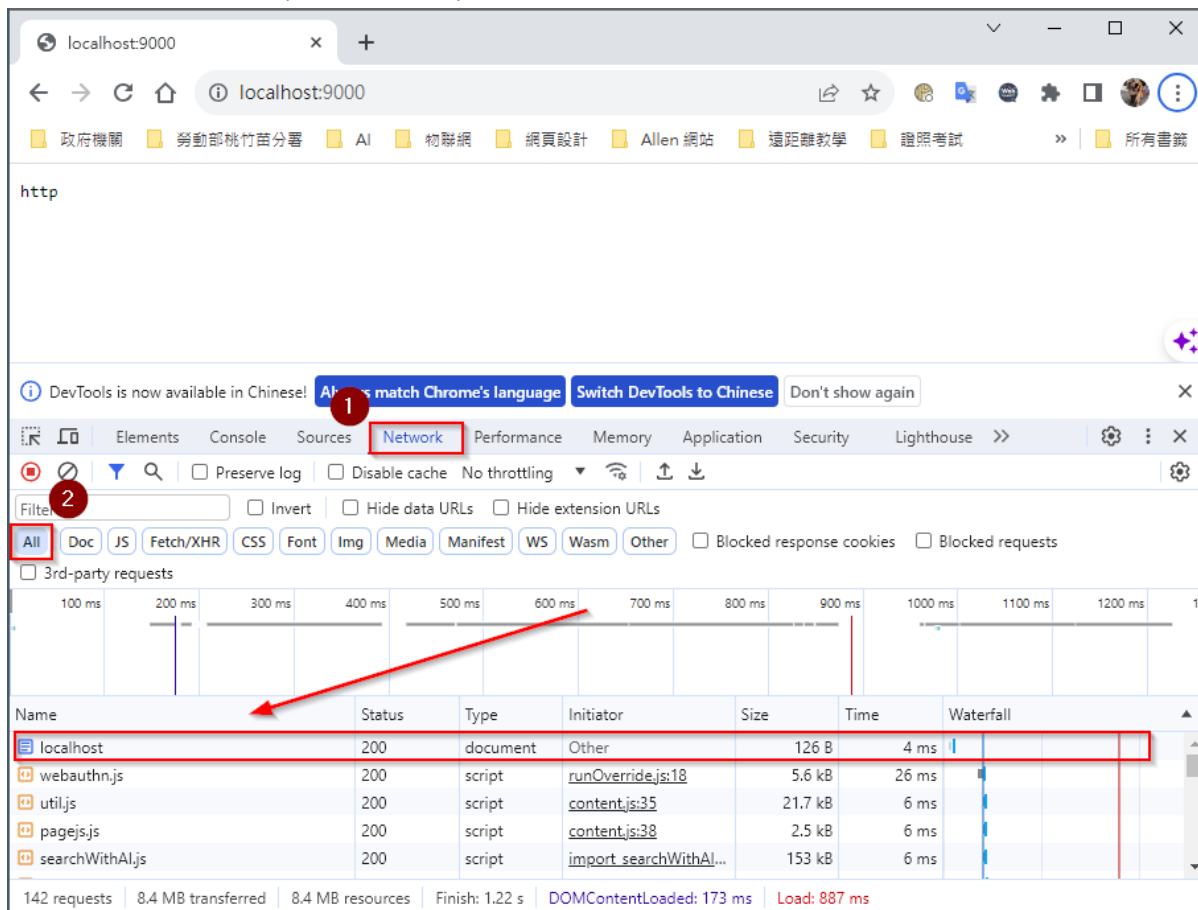 localhost:9000
localhost:9000
政府機關 勞動部桃竹苗分署 AI 物聯網 網頁設計 Allen 網站 遠距離教學 證照考試 » 所有書籤
http
DevTools is now available in Chinese! Always match Chrome's language Switch DevTools to Chinese Don't show again
1
Elements Console Sources Network Performance Memory Application Security Lighthouse
Preserve log Disable cache No throttling
2
Filter Invert Hide data URLs Hide extension URLs
All Doc JS Fetch/XHR CSS Font Img Media Manifest WS Wasm Other Blocked response cookies Blocked requests
3rd-party requests
100 ms 200 ms 300 ms 400 ms 500 ms 600 ms 700 ms 800 ms 900 ms 1000 ms 1100 ms 1200 ms 1
Name Status Type Initiator Size Time Waterfall
localhost 200 document Other 126 B 4 ms
webauthn.js 200 script runOverride.js:18 5.6 kB 26 ms
util.js 200 script content.js:35 21.7 kB 6 ms
pagejs.js 200 script content.js:38 2.5 kB 6 ms
searchWithAI.js 200 script import searchWithAI... 153 kB 6 ms
142 requests 8.4 MB transferred 8.4 MB resources Finish: 1.22 s DOMContentLoaded: 173 ms Load: 887 ms